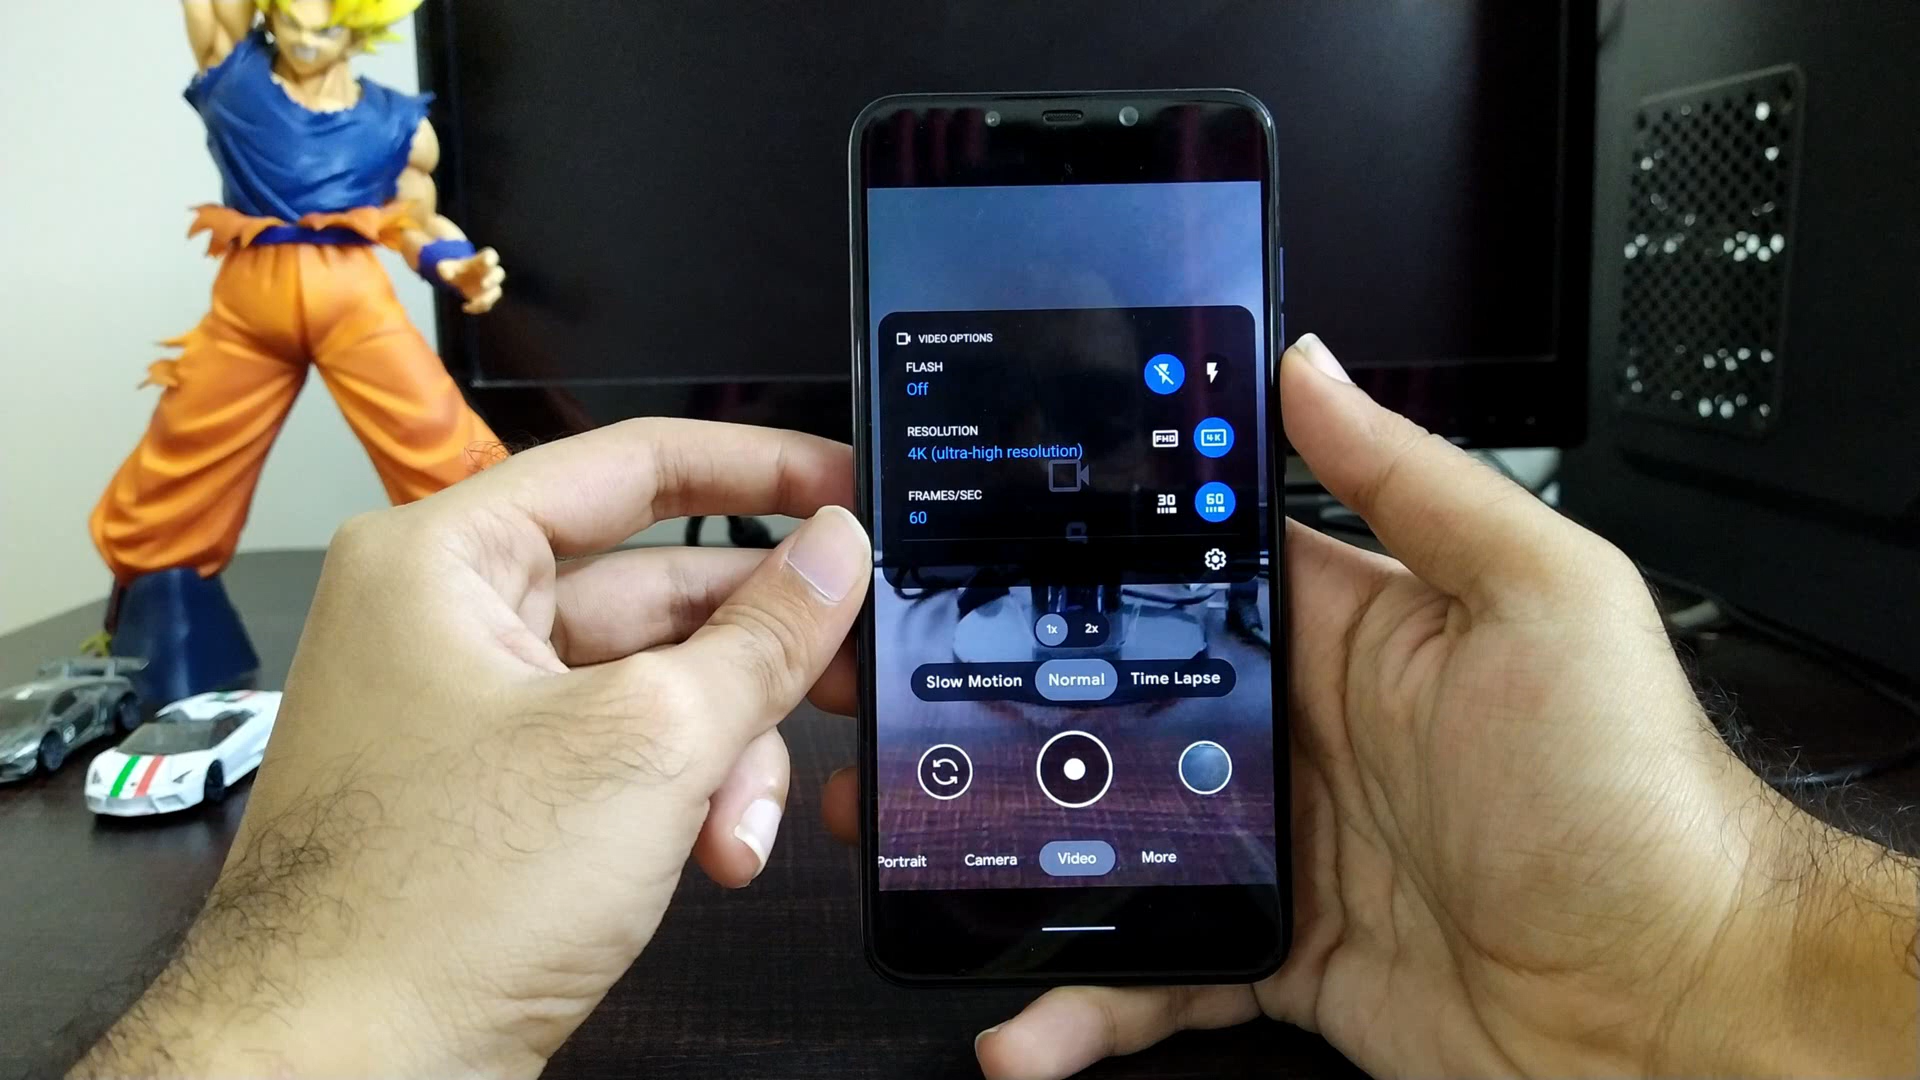 VIDEO OPTIONS
FLASH
Off
RESOLUTION
4K (ultra-high resolution)
FHD
4K
FRAMES/SEC
60
30
60
1x
2x
Slow Motion
Normal
Time Lapse
Portrait
Camera
Video
More